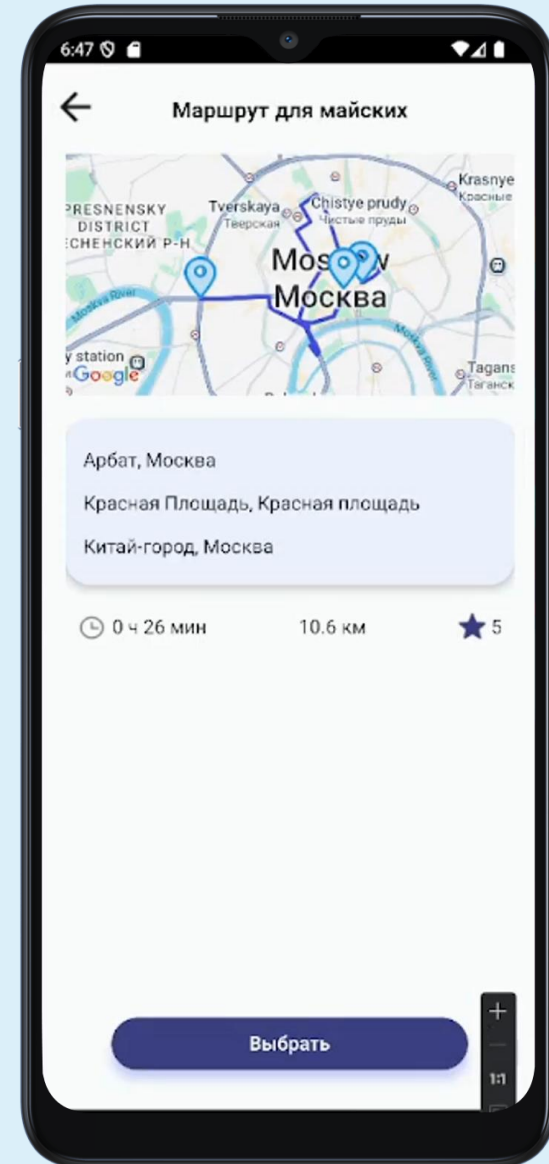 6:47
Маршрут для майских
Krasnye
Красные
PRESNENSKY
DISTRICT
Tverskaya
Тверская
Chistye prudy
Чистые пруды
Moscow
Москва
Moskva River
Moskva River
y station
Google
Tagans
Таганск
Арбат, Москва
Красная Площадь, Красная площадь
Китай-город, Москва
0 ч 26 мин
10.6 км
5
Выбрать
1:1